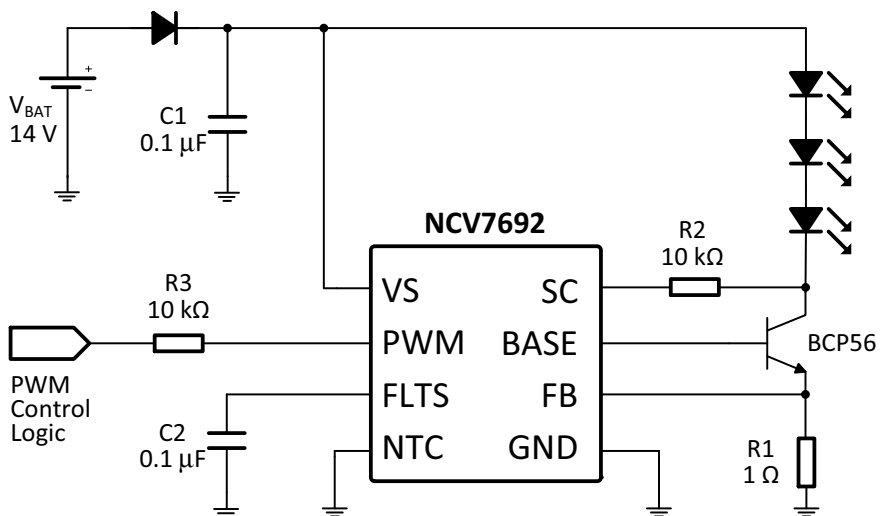 +
−
V_BAT
14 V
C1
0.1 μF
NCV7692
R2
10 kΩ
R3
10 kΩ
VS
SC
PWM
BASE
BCP56
FLTS
FB
PWM
Control
Logic
C2
0.1 μF
NTC
GND
R1
1 Ω